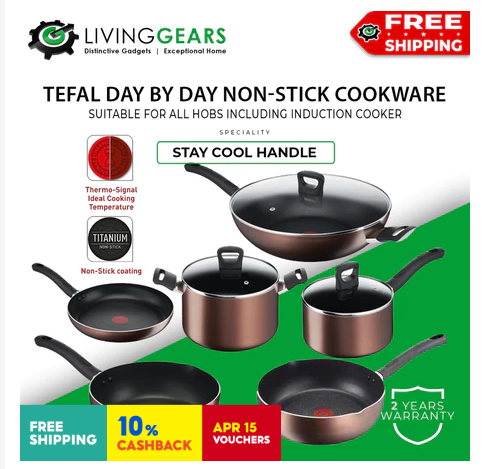 LIVINGGEARS
Distinctive Gadgets | Exceptional Home
FREE
SHIPPING
TEFAL DAY BY DAY NON-STICK COOKWARE
SUITABLE FOR ALL HOBS INCLUDING INDUCTION COOKER
SPECIALITY
STAY COOL HANDLE
Thermo-Signal
Ideal Cooking
Temperature
TITANIUM
NON-STICK
Non-Stick coating
2 YEARS
WARRANTY
FREE
SHIPPING
10%
CASHBACK
APR 15
VOUCHERS